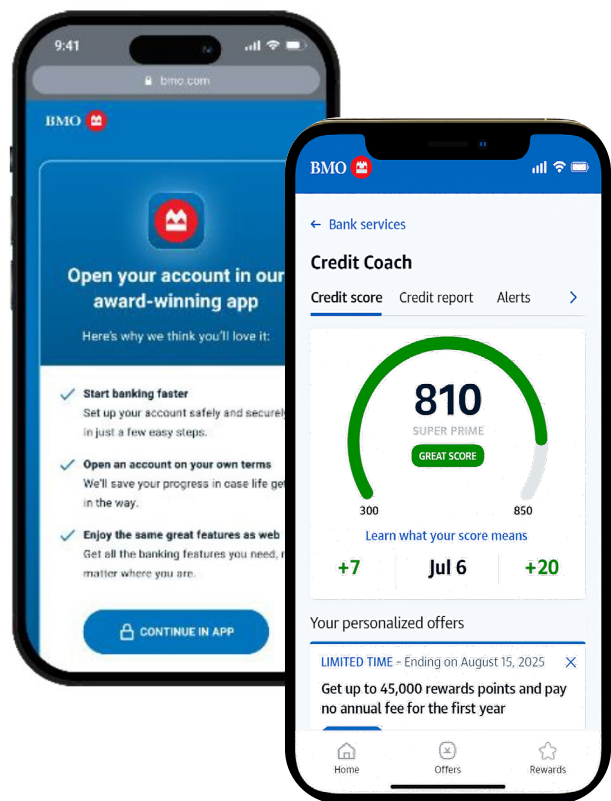 9:41
bmo.com
BMO
Open your account in our
award-winning app
Here's why we think you'll love it:
Start banking faster
Set up your account safely and securely
in just a few easy steps.
Open an account on your own terms
We'll save your progress in case life
in the way.
Enjoy the same great features as web
Get all the banking features you need,
matter where you are.
CONTINUE IN APP
BMO
← Bank services
Credit Coach
Credit score Credit report Alerts
810
SUPER PRIME
GREAT SCORE
300 850
Learn what your score means
+7 Jul 6 +20
Your personalized offers
LIMITED TIME – Ending on August 15, 2025
Get up to 45,000 rewards points and pay
no annual fee for the first year
Home Offers Rewards